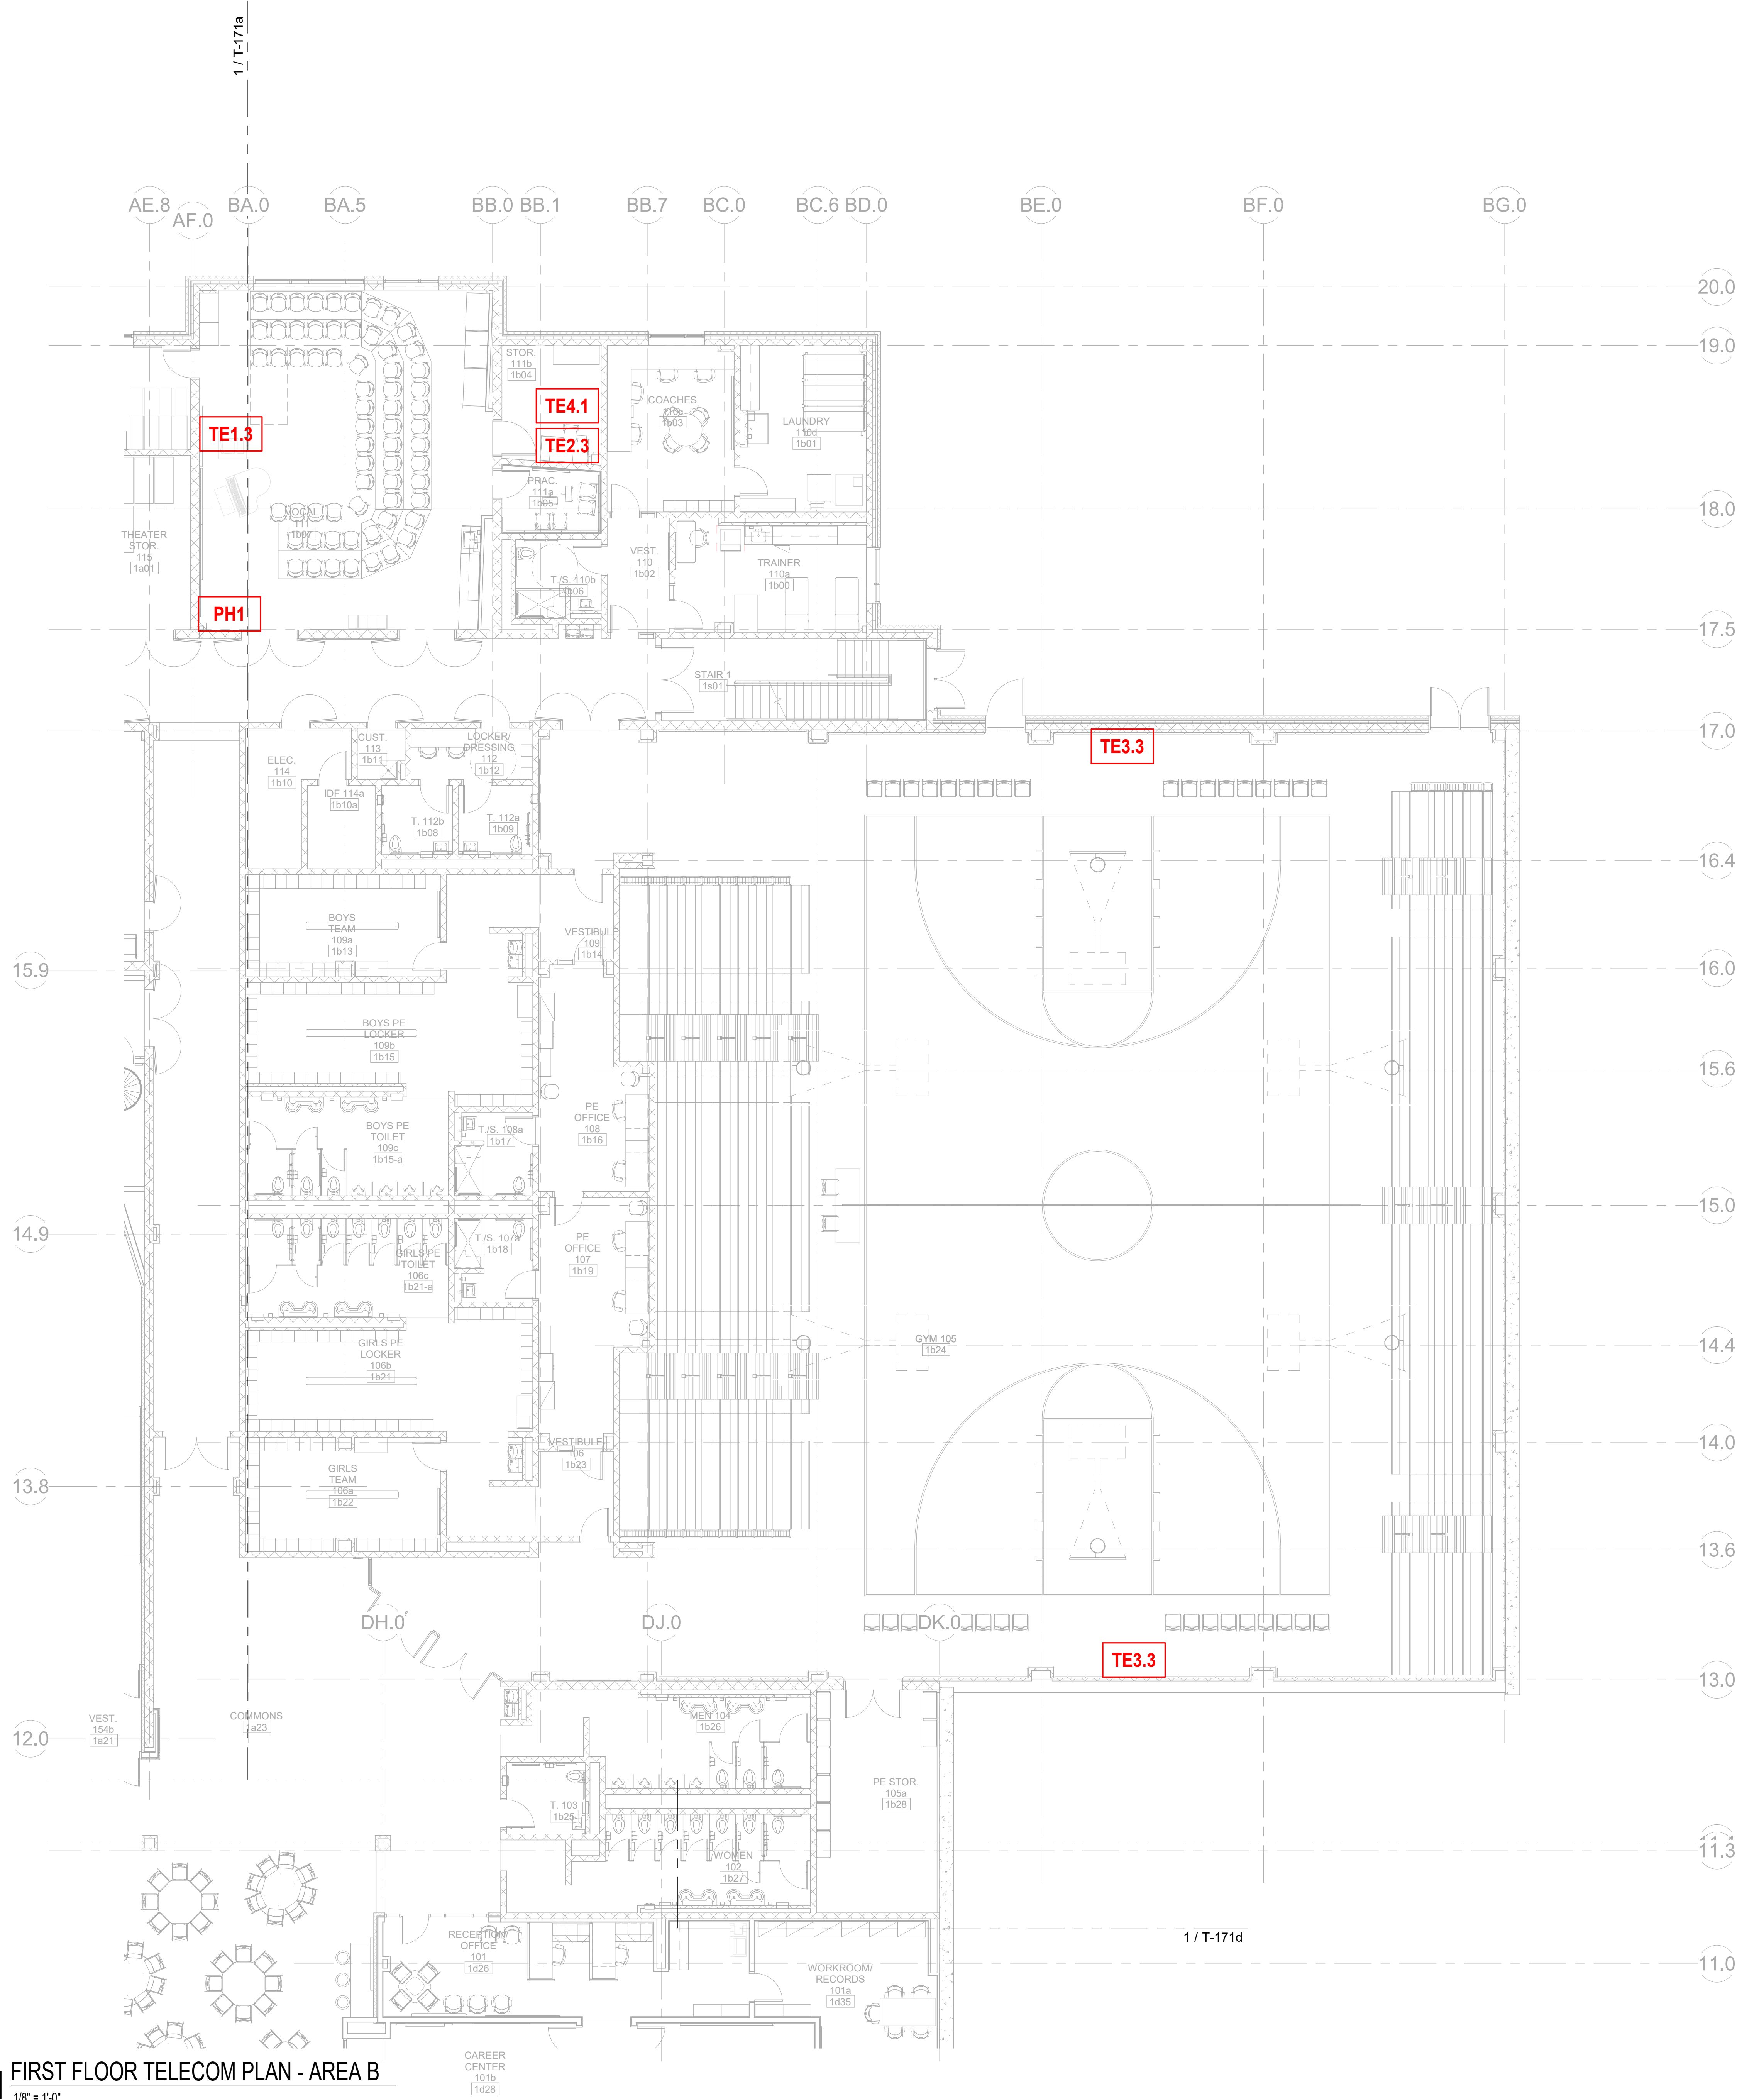 1 / T-171a
AE.8
AF.0
BA.0
BA.5
BB.0
BB.1
BB.7
BC.0
BC.6
BD.0
BE.0
BF.0
BG.0
20.0
19.0
STOR.
111b
1b04
TE4.1
TE2.3
TE1.3
COACHES
110c
1b03
LAUNDRY
110d
1b01
PRAC.
111a
1b05
18.0
VOCAL
1b07
THEATER
STOR.
115
1a01
VEST.
110
1b02
TRAINER
110a
1b00
T./S. 110b
1b06
PH1
17.5
STAIR 1
1s01
17.0
TE3.3
CUST.
113
1b11
LOCKER/
DRESSING
112
1b12
ELEC.
114
1b10
IDF 114a
1b10a
T. 112b
1b08
T. 112a
1b09
16.4
BOYS
TEAM
109a
1b13
VESTIBULE
109
1b14
15.9
16.0
BOYS PE
LOCKER
109b
1b15
15.6
PE
OFFICE
108
1b16
BOYS PE
TOILET
109c
1b15-a
T./S. 108a
1b17
15.0
14.9
T./S. 107a
1b18
PE
OFFICE
107
1b19
GIRLS PE
TOILET
106c
1b21-a
GYM 105
1b24
14.4
GIRLS PE
LOCKER
106b
1b21
14.0
VESTIBULE
106
1b23
GIRLS
TEAM
106a
1b22
13.8
13.6
DH.0
DJ.0
DK.0
TE3.3
13.0
VEST.
154b
1a21
COMMONS
1a23
MEN 104
1b26
12.0
PE STOR.
105a
1b28
T. 103
1b25
11.3
WOMEN
102
1b27
1 / T-171d
RECEPTION/
OFFICE
101
1d26
WORKROOM/
RECORDS
101a
1d35
11.0
CAREER
CENTER
101b
1d28
FIRST FLOOR TELECOM PLAN - AREA B
1/8" = 1'-0"